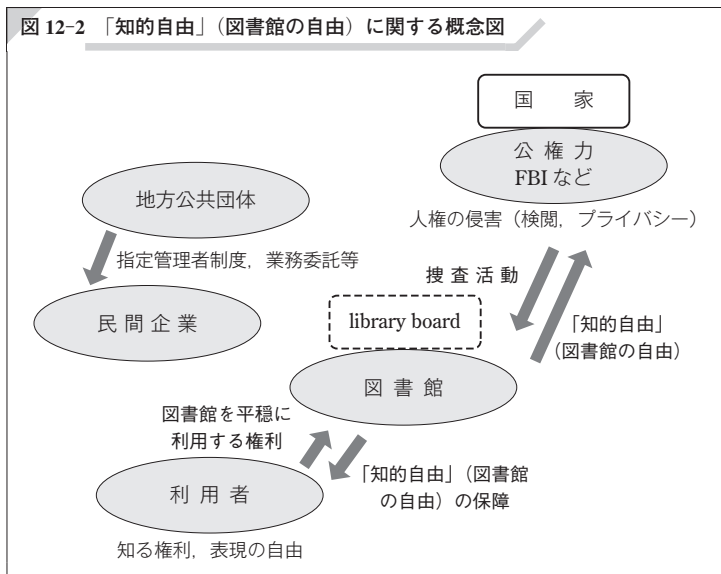 図 12-2 「知的自由」(図書館の自由)に関する概念図
国　　家
公 権 力
FBI など
人権の侵害(検閲，プライバシー)
地方公共団体
指定管理者制度，業務委託等
民 間 企 業
捜 査 活 動
library board
「知的自由」
(図書館の自由)
図 書 館
図書館を平穏に
利用する権利
利 用 者
「知的自由」(図書館
の自由)の保障
知る権利，表現の自由